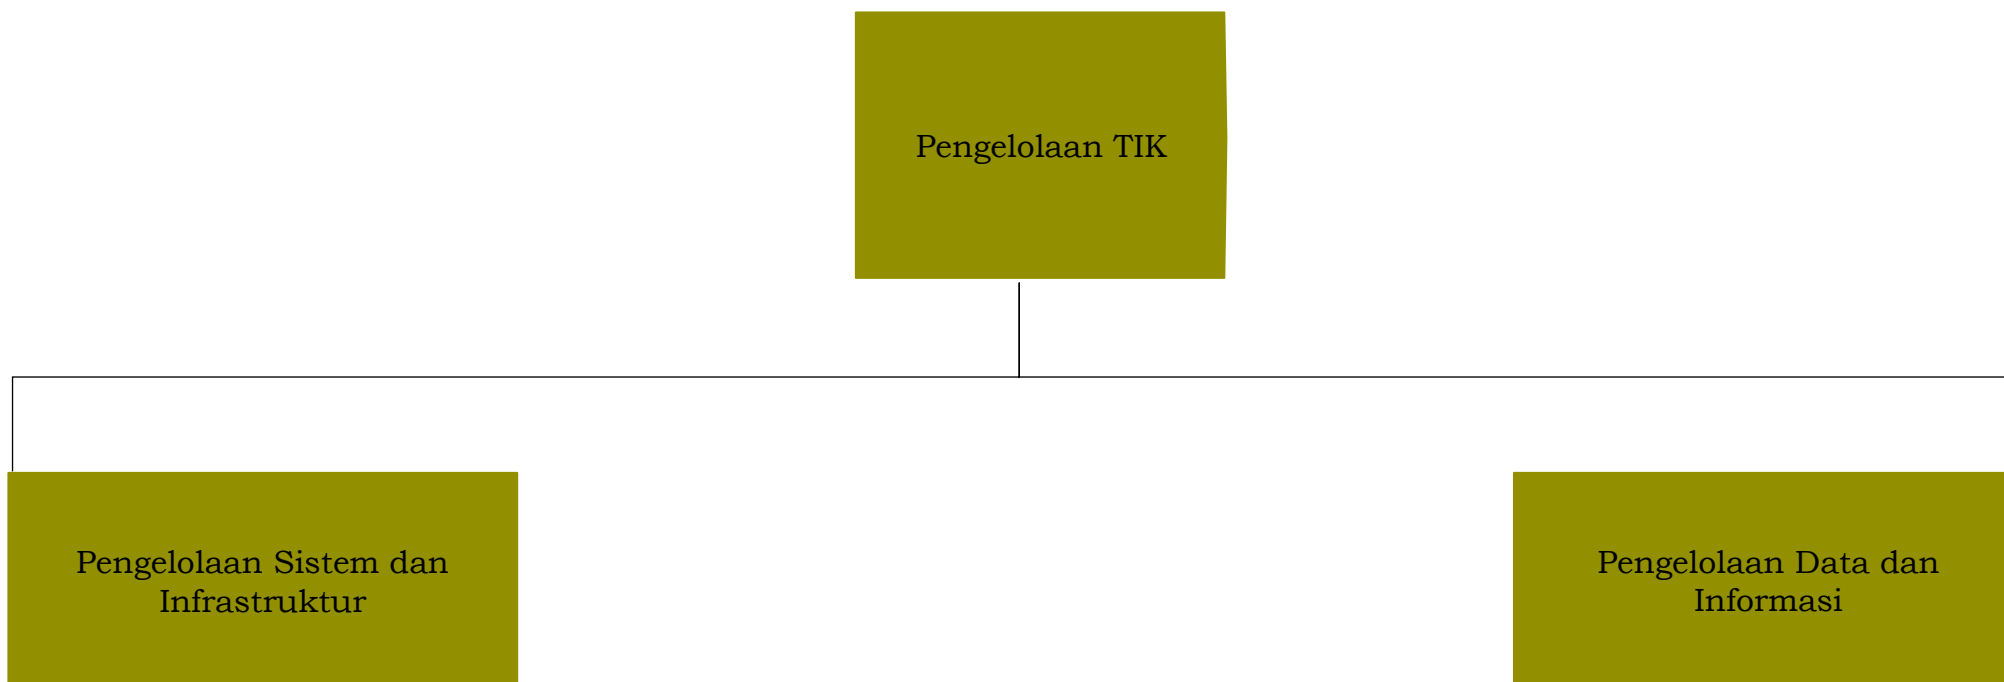 Pengelolaan TIK
Pengelolaan Sistem dan
Infrastruktur
Pengelolaan Data dan
Informasi